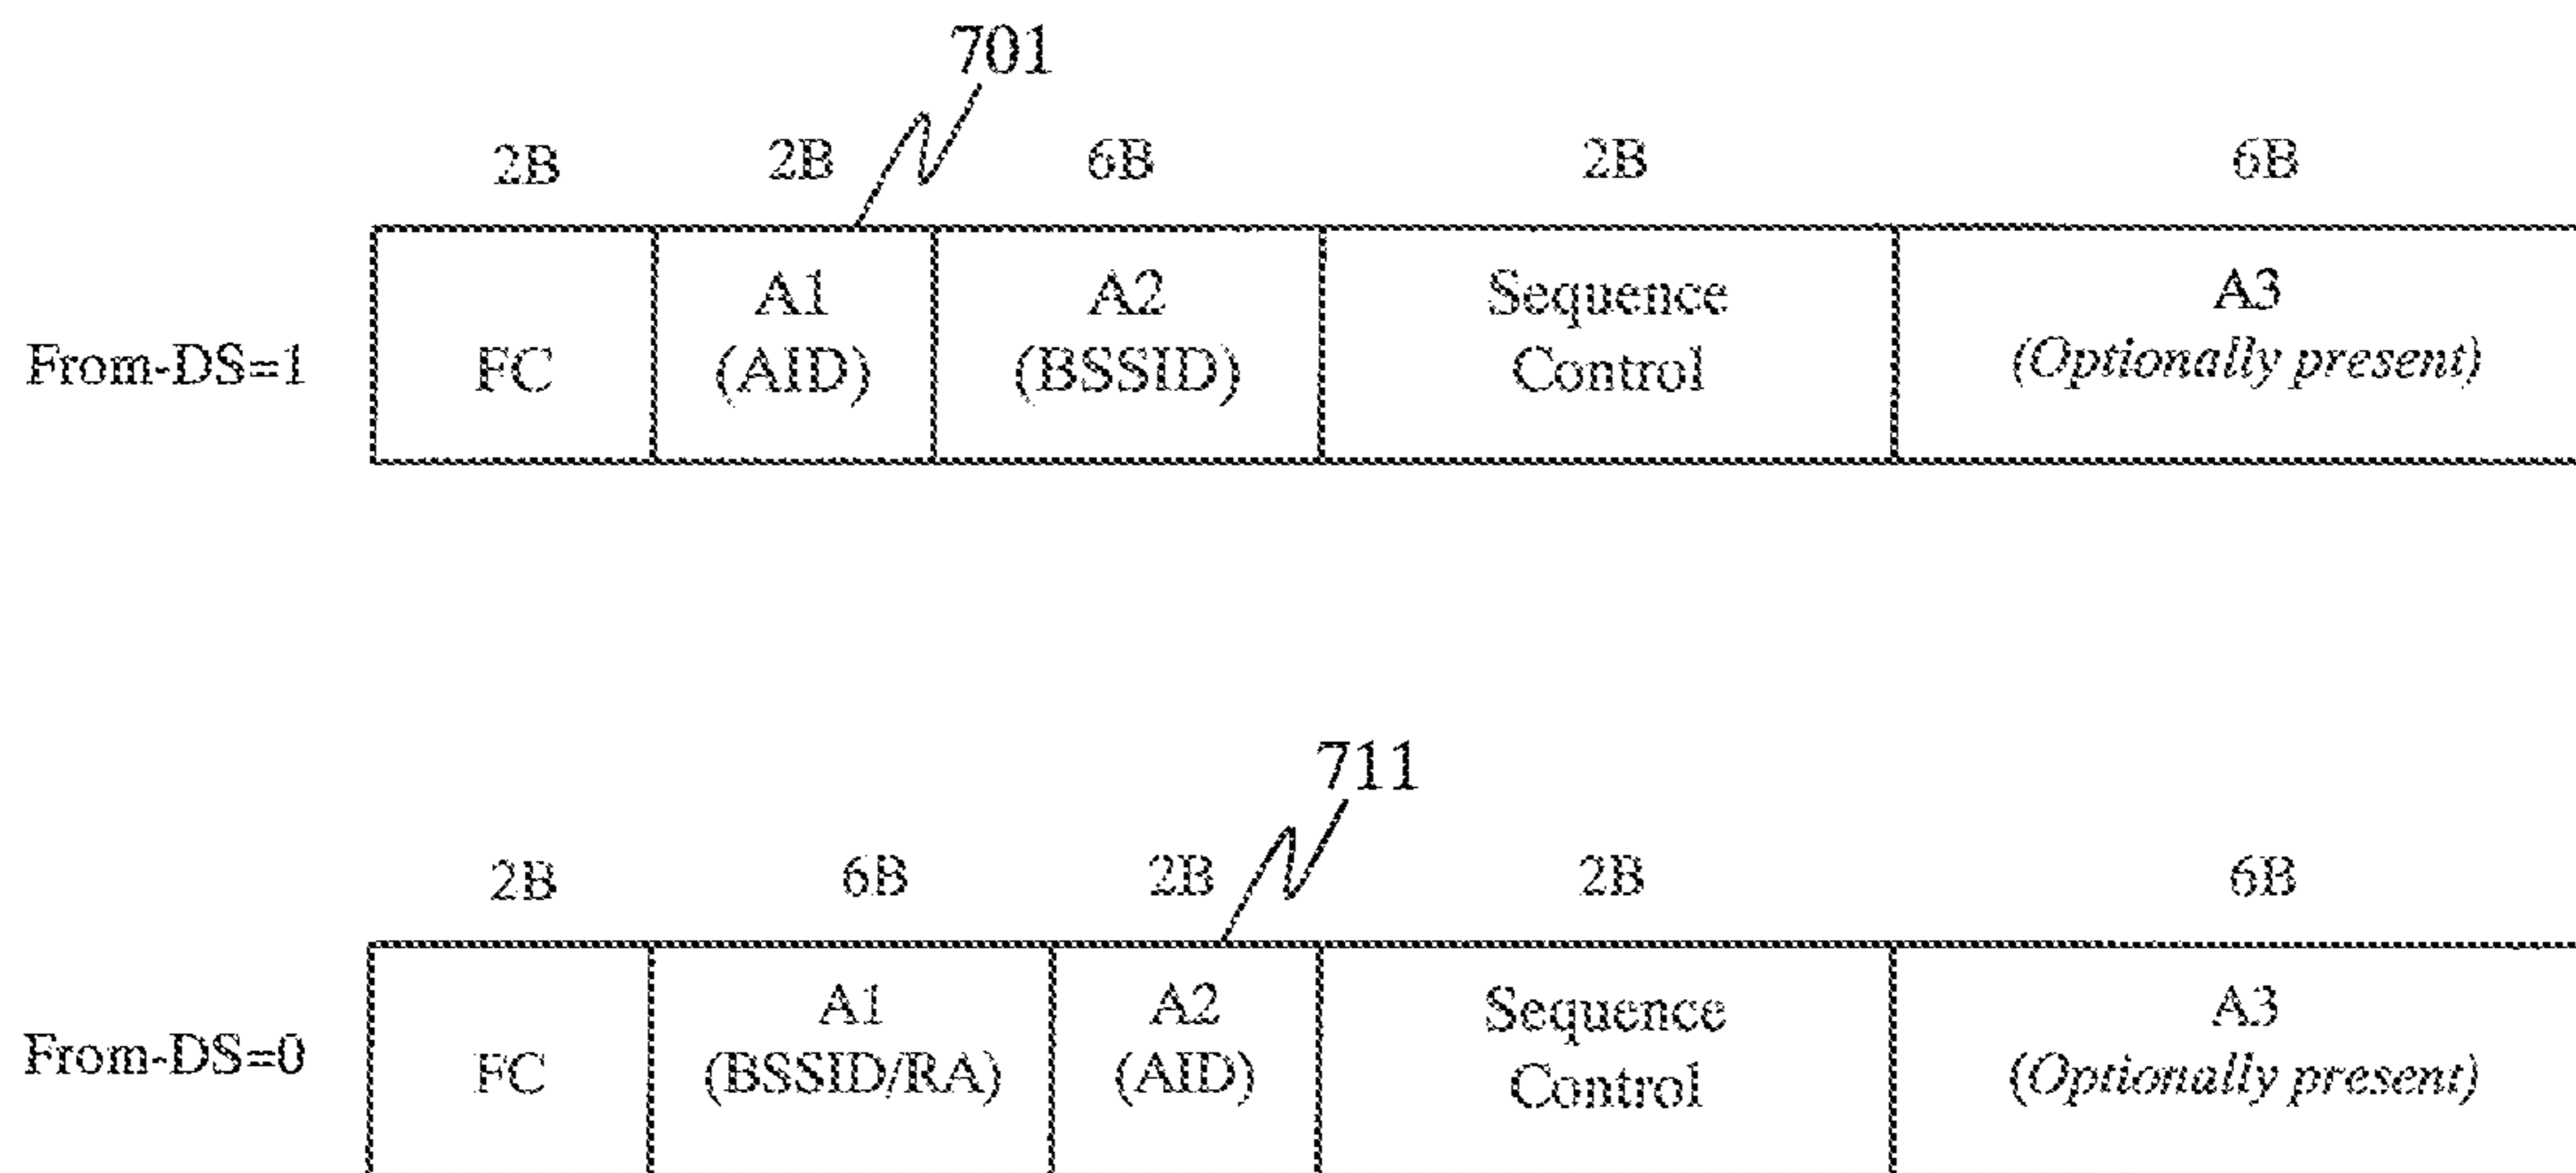 701
2B 2B 6B 2B 6B
From-DS=1
FC
A1
(AID)
A2
(BSSID)
Sequence
Control
A3
(Optionally present)
711
2B 6B 2B 2B 6B
From-DS=0
FC
A1
(BSSID/RA)
A2
(AID)
Sequence
Control
A3
(Optionally present)